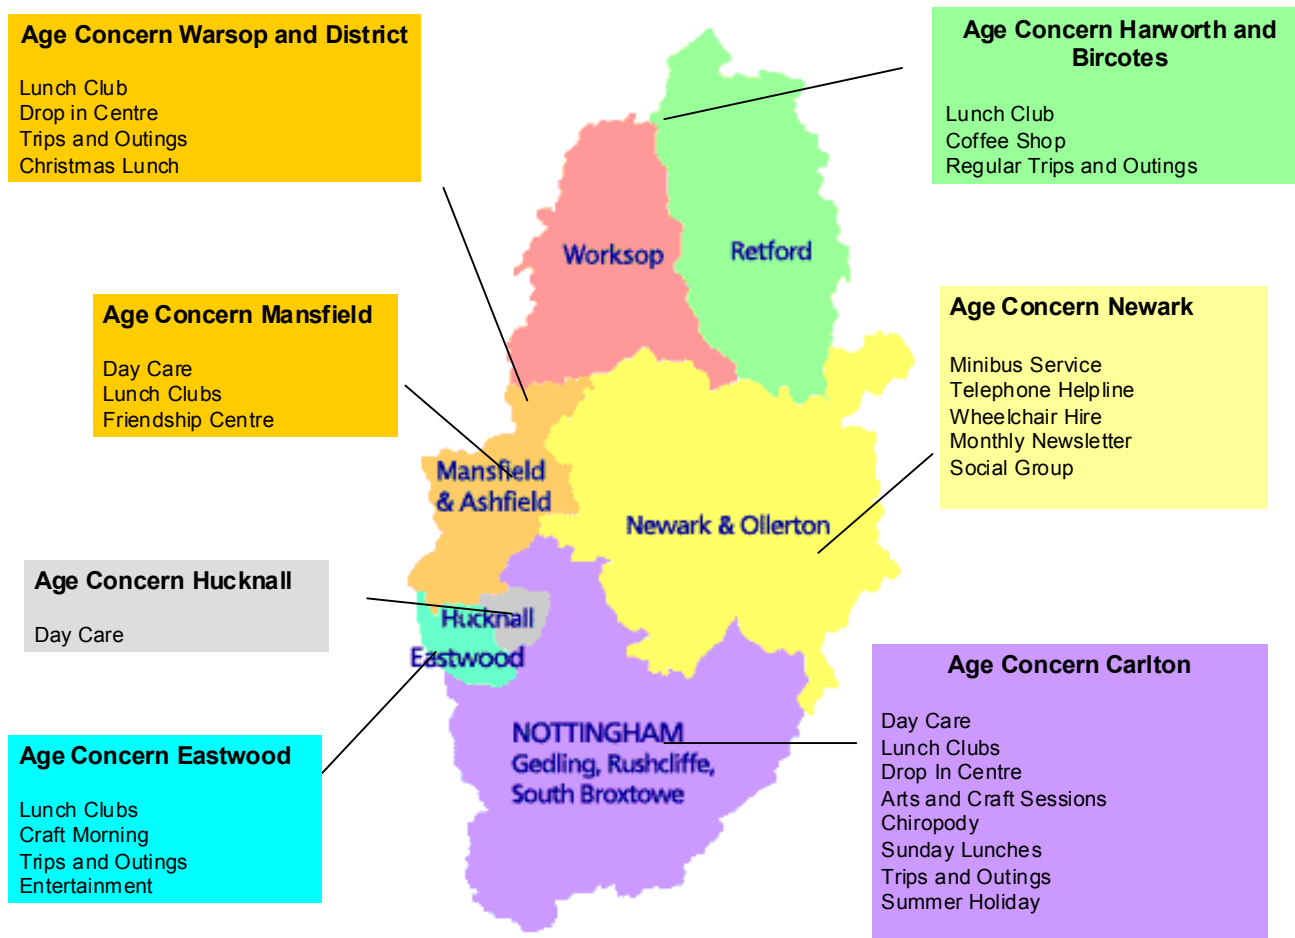 Age Concern Warsop and District
Lunch Club
Drop in Centre
Trips and Outings
Christmas Lunch
Age Concern Harworth and
Bircotes
Lunch Club
Coffee Shop
Regular Trips and Outings
Worksop
Retford
Age Concern Mansfield
Day Care
Lunch Clubs
Friendship Centre
Age Concern Newark
Minibus Service
Telephone Helpline
Wheelchair Hire
Monthly Newsletter
Social Group
Mansfield
& Ashfield
Newark & Ollerton
Age Concern Hucknall
Day Care
Hucknall
Eastwood
Age Concern Eastwood
Lunch Clubs
Craft Morning
Trips and Outings
Entertainment
NOTTINGHAM
Gedling, Rushcliffe,
South Broxtowe
Age Concern Carlton
Day Care
Lunch Clubs
Drop In Centre
Arts and Craft Sessions
Chiropody
Sunday Lunches
Trips and Outings
Summer Holiday